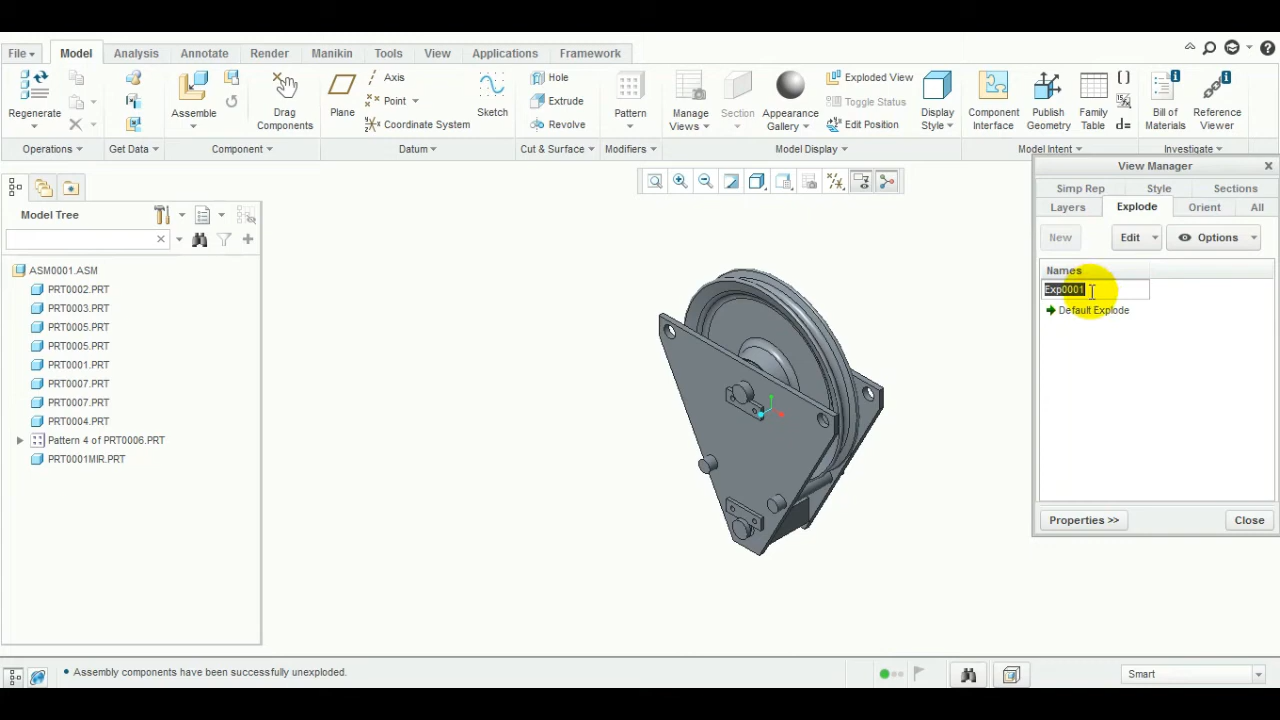 File Model Analysis Annotate Render Manikin Tools View Applications Framework
Regenerate
Operations
Get Data
Assemble
Drag Components
Component
Plane
Axis
Point
Coordinate System
Sketch
Datum
Hole
Extrude
Revolve
Cut & Surface
Pattern
Modifiers
Manage Views
Section
Appearance Gallery
Exploded View
Toggle Status
Edit Position
Display Style
Model Display
Component Interface
Publish Geometry
Family Table
d=
Model Intent
Bill of Materials
Reference Viewer
Investigate
Model Tree
ASM0001.ASM
PRT0002.PRT
PRT0003.PRT
PRT0005.PRT
PRT0005.PRT
PRT0001.PRT
PRT0007.PRT
PRT0007.PRT
PRT0004.PRT
Pattern 4 of PRT0006.PRT
PRT0001MIR.PRT
View Manager
Simp Rep Style Sections
Layers Explode Orient All
New Edit Options
Names
Exp0001
Default Explode
Properties >> Close
• Assembly components have been successfully unexploded.
Smart